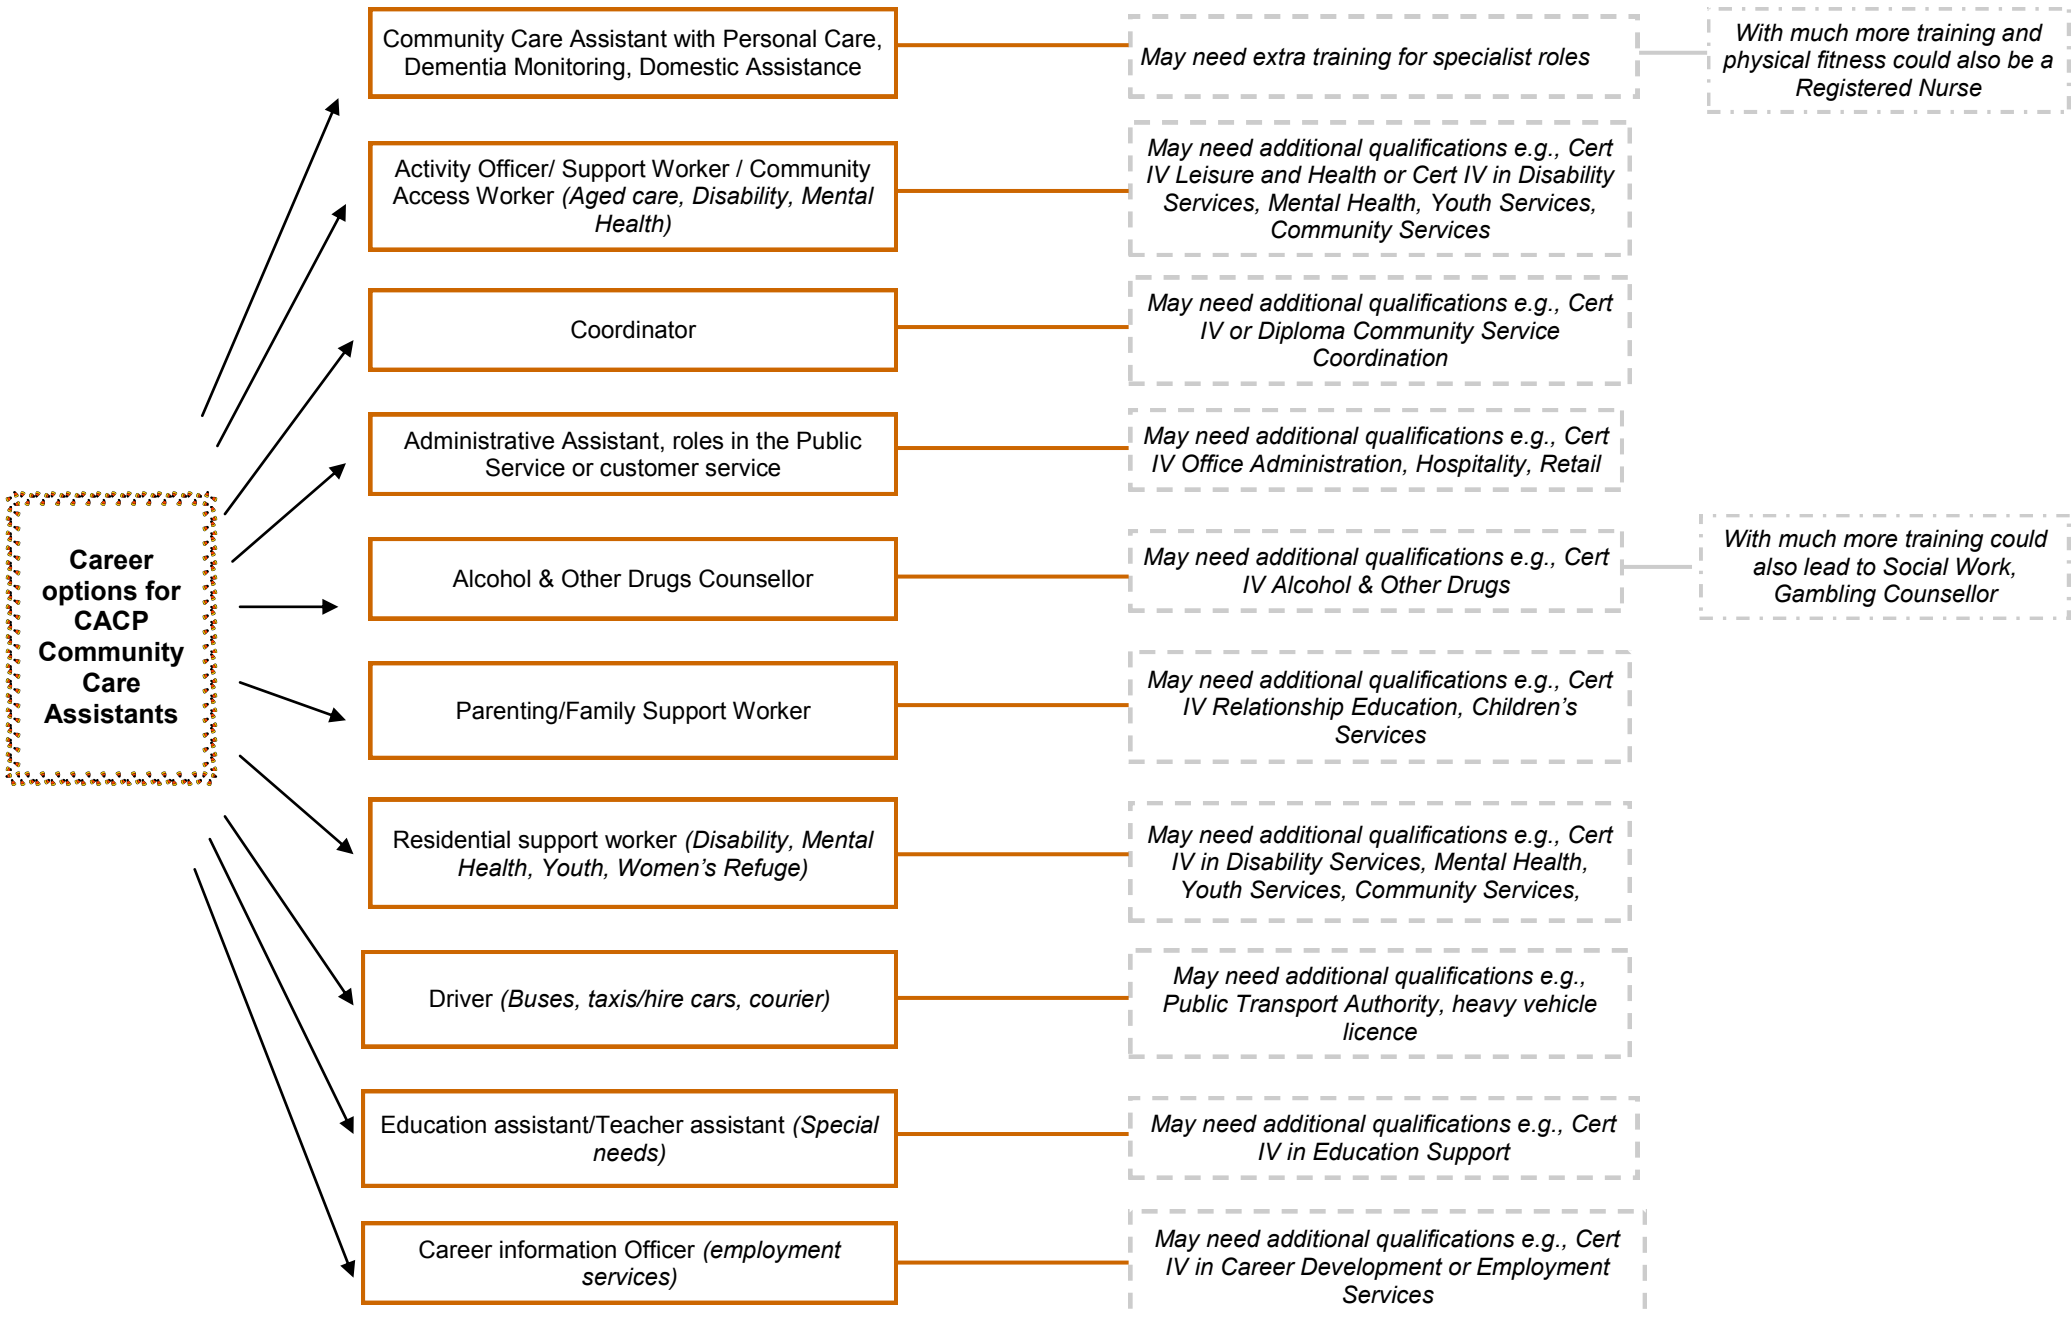 Community Care Assistant with Personal Care,
Dementia Monitoring, Domestic Assistance
May need extra training for specialist roles
With much more training and
physical fitness could also be a
Registered Nurse
Activity Officer/ Support Worker / Community
Access Worker (Aged care, Disability, Mental
Health)
May need additional qualifications e.g., Cert
IV Leisure and Health or Cert IV in Disability
Services, Mental Health, Youth Services,
Community Services
Coordinator
May need additional qualifications e.g., Cert
IV or Diploma Community Service
Coordination
Administrative Assistant, roles in the Public
Service or customer service
May need additional qualifications e.g., Cert
IV Office Administration, Hospitality, Retail
Career
options for
CACP
Community
Care
Assistants
Alcohol & Other Drugs Counsellor
May need additional qualifications e.g., Cert
IV Alcohol & Other Drugs
With much more training could
also lead to Social Work,
Gambling Counsellor
Parenting/Family Support Worker
May need additional qualifications e.g., Cert
IV Relationship Education, Children’s
Services
Residential support worker (Disability, Mental
Health, Youth, Women’s Refuge)
May need additional qualifications e.g., Cert
IV in Disability Services, Mental Health,
Youth Services, Community Services,
Driver (Buses, taxis/hire cars, courier)
May need additional qualifications e.g.,
Public Transport Authority, heavy vehicle
licence
Education assistant/Teacher assistant (Special
needs)
May need additional qualifications e.g., Cert
IV in Education Support
Career information Officer (employment
services)
May need additional qualifications e.g., Cert
IV in Career Development or Employment
Services